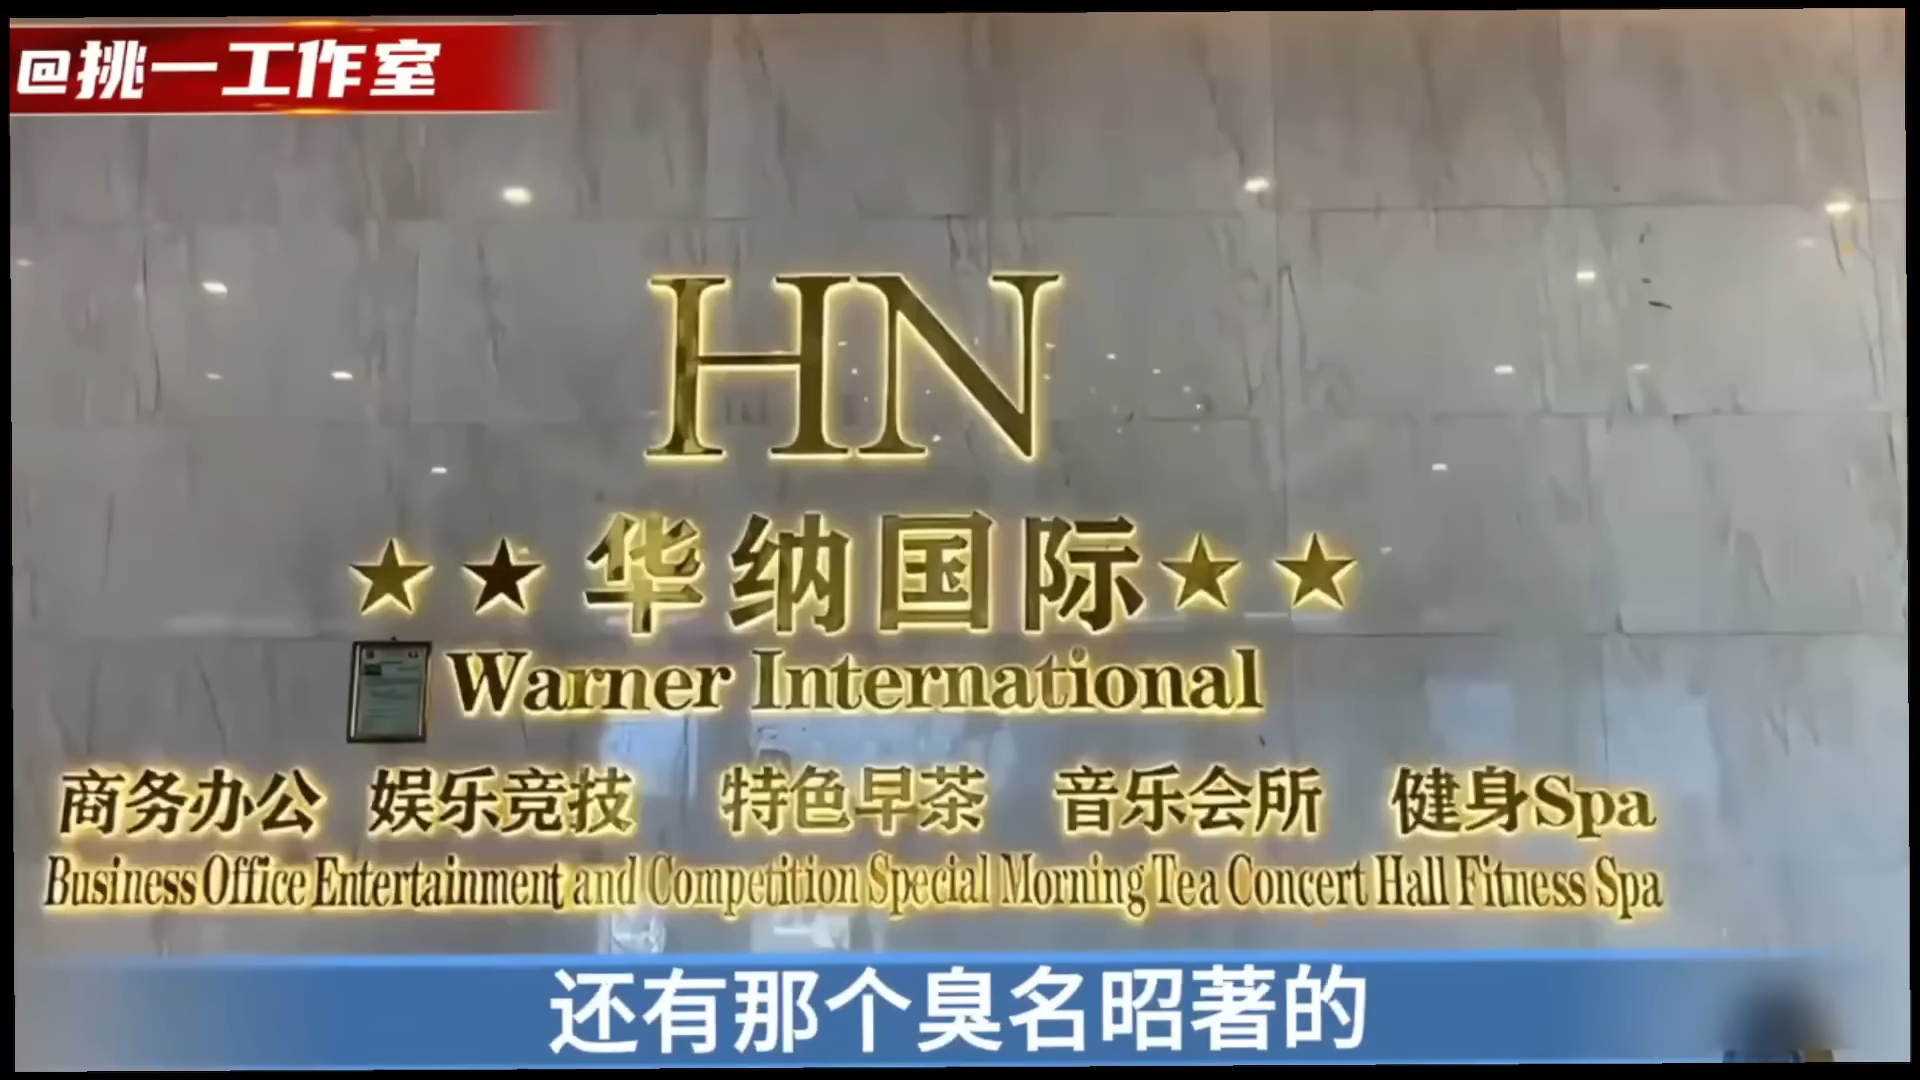 @挑一工作室
HN
★★华纳国际★★
Warner International
商务办公 娱乐竞技 特色早茶 音乐会所 健身Spa
Business Office Entertainment and Competition Special Morning Tea Concert Hall Fitness Spa
还有那个臭名昭著的